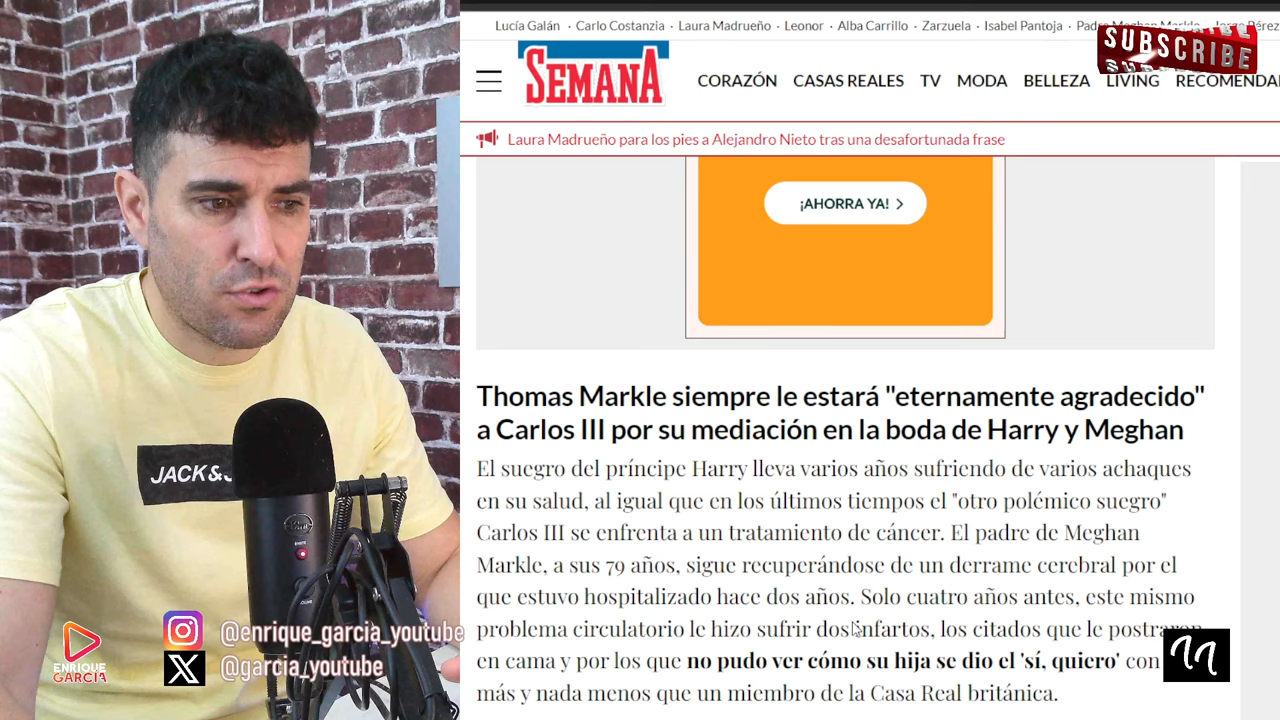 Lucía Galán · Carlo Costanzia · Laura Madrueño · Leonor · Alba Carrillo · Zarzuela · Isabel Pantoja ·
SUBSCRIBE
SEMANA
CORAZÓN CASAS REALES TV MODA BELLEZA LIVING
Laura Madrueño para los pies a Alejandro Nieto tras una desafortunada frase
¡AHORRA YA! >
Thomas Markle siempre le estará "eternamente agradecido"
a Carlos III por su mediación en la boda de Harry y Meghan
El suegro del príncipe Harry lleva varios años sufriendo de varios achaques
en su salud, al igual que en los últimos tiempos el "otro polémico suegro"
Carlos III se enfrenta a un tratamiento de cáncer. El padre de Meghan
Markle, a sus 79 años, sigue recuperándose de un derrame cerebral por el
que estuvo hospitalizado hace dos años. Solo cuatro años antes, este mismo
problema circulatorio le hizo sufrir dos infartos, los citados que le postraron
en cama y por los que no pudo ver cómo su hija se dio el 'sí, quiero' con
más y nada menos que un miembro de la Casa Real británica.
JACK&J
ENRIQUE
GARCÍA
@enrique_garcia_youtube
@garcia_youtube